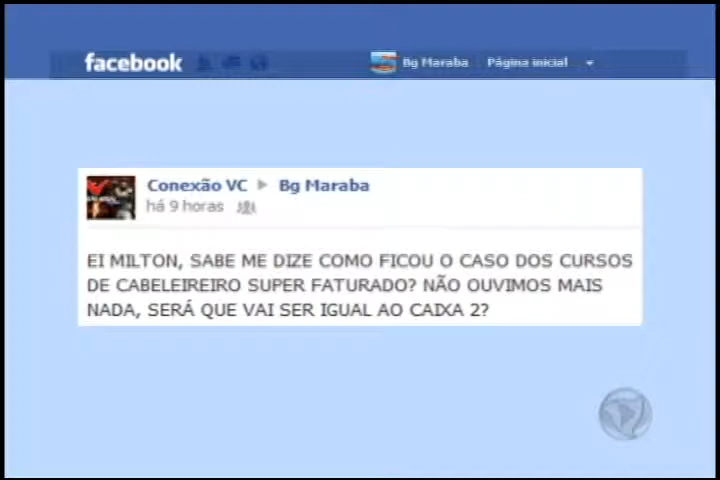 facebook
Bg Maraba Página inicial
Conexão VC Bg Maraba
há 9 horas
EI MILTON, SABE ME DIZE COMO FICOU O CASO DOS CURSOS
DE CABELEIREIRO SUPER FATURADO? NÃO OUVIMOS MAIS
NADA, SERÁ QUE VAI SER IGUAL AO CAIXA 2?